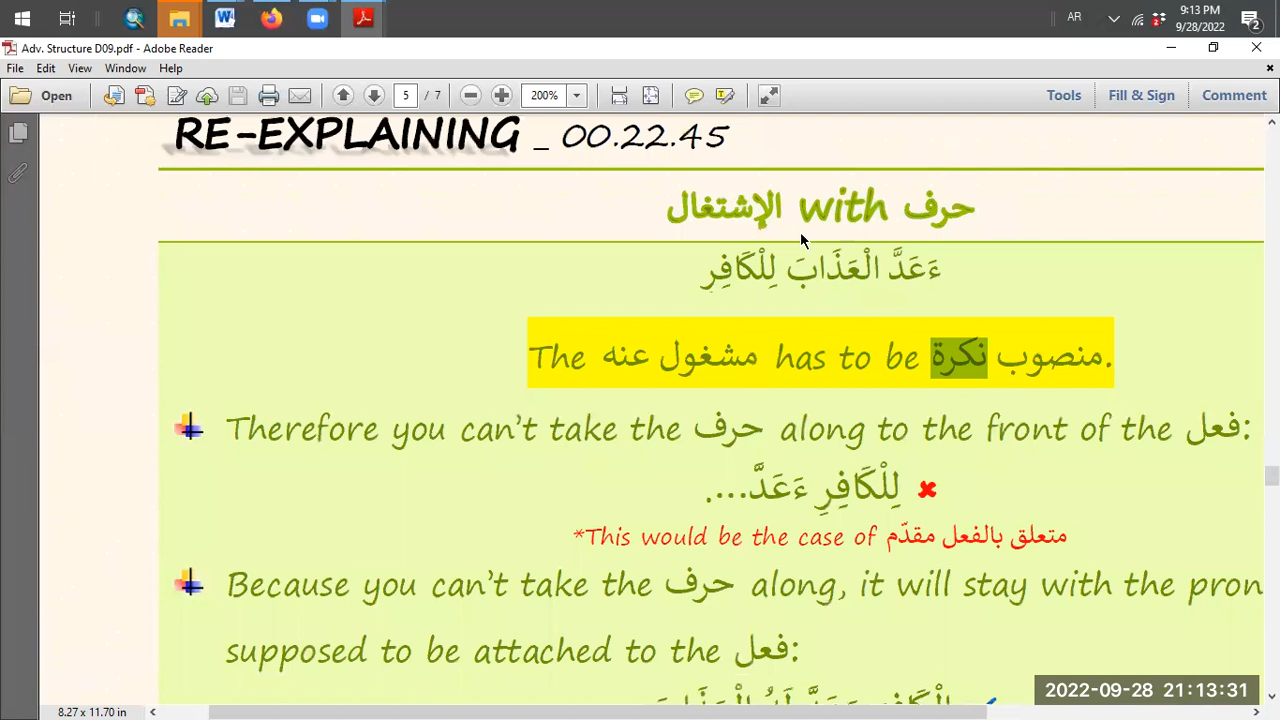 AR
9:13 PM
9/28/2022
2
Adv. Structure D09.pdf - Adobe Reader
File Edit View Window Help
Open 5 / 7 200% Tools Fill & Sign Comment
RE-EXPLAINING _ 00.22.45
الإشتغال with حرف
ءَعَدَّ الْعَذَابَ لِلْكَافِرِ
The مشغول عنه has to be نكرة منصوب.
Therefore you can't take the حرف along to the front of the فعل:
لِلْكَافِرِ ءَعَدَّ....
*This would be the case of متعلق بالفعل مقدّم
Because you can't take the حرف along, it will stay with the pron
supposed to be attached to the فعل:
8.27 x 11.70 in
2022-09-28 21:13:31